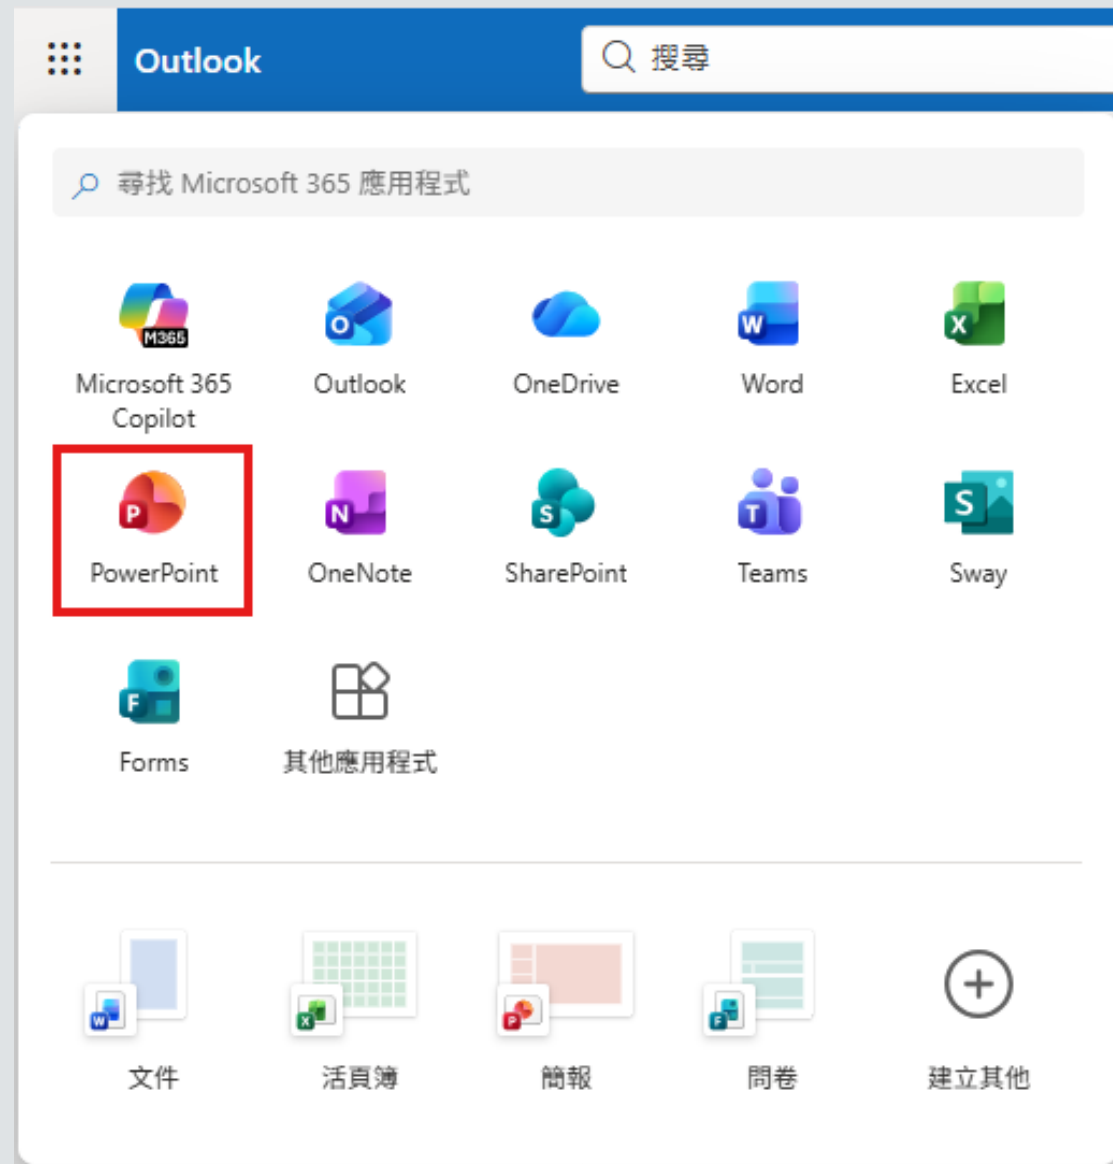 Outlook
搜尋
尋找 Microsoft 365 應用程式
M365
Microsoft 365
Copilot
O
Outlook
OneDrive
W
Word
X
Excel
P
PowerPoint
N
OneNote
S
SharePoint
T
Teams
S
Sway
F
Forms
其他應用程式
W
文件
X
活頁簿
P
簡報
F
問卷
建立其他